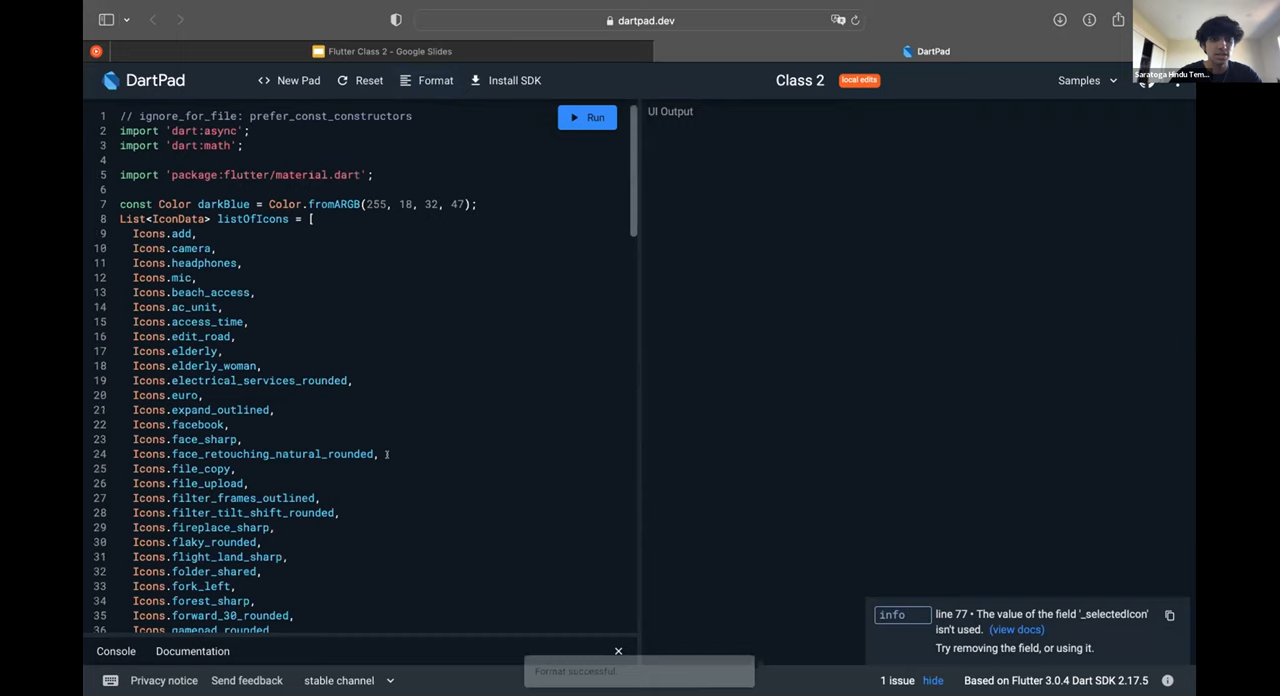 dartpad.dev
Flutter Class 2 - Google Slides
DartPad
Saratoga Hindu Tem...
DartPad
<> New Pad
Reset
Format
Install SDK
Class 2
local edits
Samples
Run
UI Output
1 // ignore_for_file: prefer_const_constructors
2 import 'dart:async';
3 import 'dart:math';
4
5 import 'package:flutter/material.dart';
6
7 const Color darkBlue = Color.fromARGB(255, 18, 32, 47);
8 List<IconData> listOfIcons = [
9 Icons.add,
10 Icons.camera,
11 Icons.headphones,
12 Icons.mic,
13 Icons.beach_access,
14 Icons.ac_unit,
15 Icons.access_time,
16 Icons.edit_road,
17 Icons.elderly,
18 Icons.elderly_woman,
19 Icons.electrical_services_rounded,
20 Icons.euro,
21 Icons.expand_outlined,
22 Icons.facebook,
23 Icons.face_sharp,
24 Icons.face_retouching_natural_rounded,
25 Icons.file_copy,
26 Icons.file_upload,
27 Icons.filter_frames_outlined,
28 Icons.filter_tilt_shift_rounded,
29 Icons.fireplace_sharp,
30 Icons.flaky_rounded,
31 Icons.flight_land_sharp,
32 Icons.folder_shared,
33 Icons.fork_left,
34 Icons.forest_sharp,
35 Icons.forward_30_rounded,
36 Icons.gamepad_rounded
info
line 77 • The value of the field '_selectedIcon'
isn't used. (view docs)
Try removing the field, or using it.
Console
Documentation
Format successful.
Privacy notice
Send feedback
stable channel
1 issue hide
Based on Flutter 3.0.4 Dart SDK 2.17.5